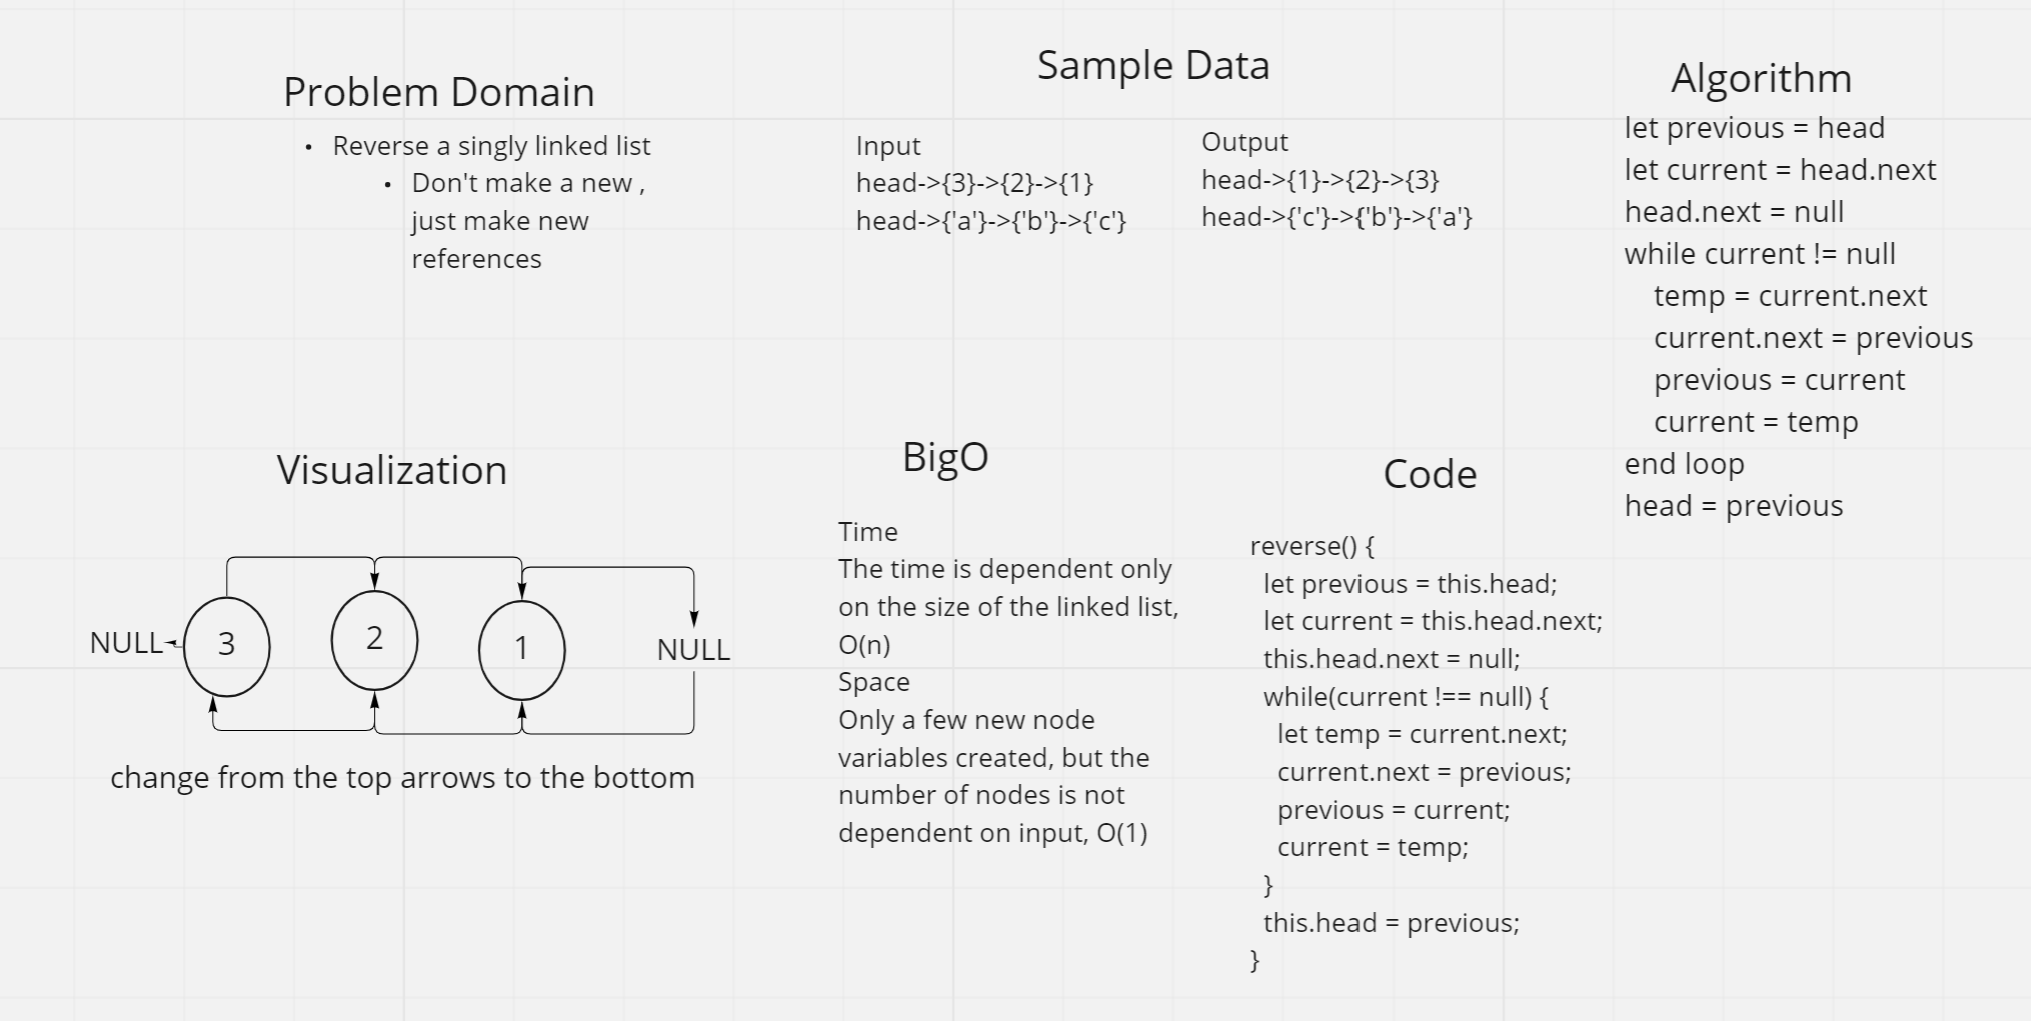 Problem Domain
• Reverse a singly linked list
• Don't make a new ,
just make new
references
Sample Data
Input
head->{3}->{2}->{1}
head->{'a'}->{'b'}->{'c'}
Output
head->{1}->{2}->{3}
head->{'c'}->{'b'}->{'a'}
Algorithm
let previous = head
let current = head.next
head.next = null
while current != null
temp = current.next
current.next = previous
previous = current
current = temp
end loop
head = previous
Visualization
NULL
3
2
1
NULL
change from the top arrows to the bottom
BigO
Time
The time is dependent only
on the size of the linked list,
O(n)
Space
Only a few new node
variables created, but the
number of nodes is not
dependent on input, O(1)
Code
reverse() {
let previous = this.head;
let current = this.head.next;
this.head.next = null;
while(current !== null) {
let temp = current.next;
current.next = previous;
previous = current;
current = temp;
}
this.head = previous;
}